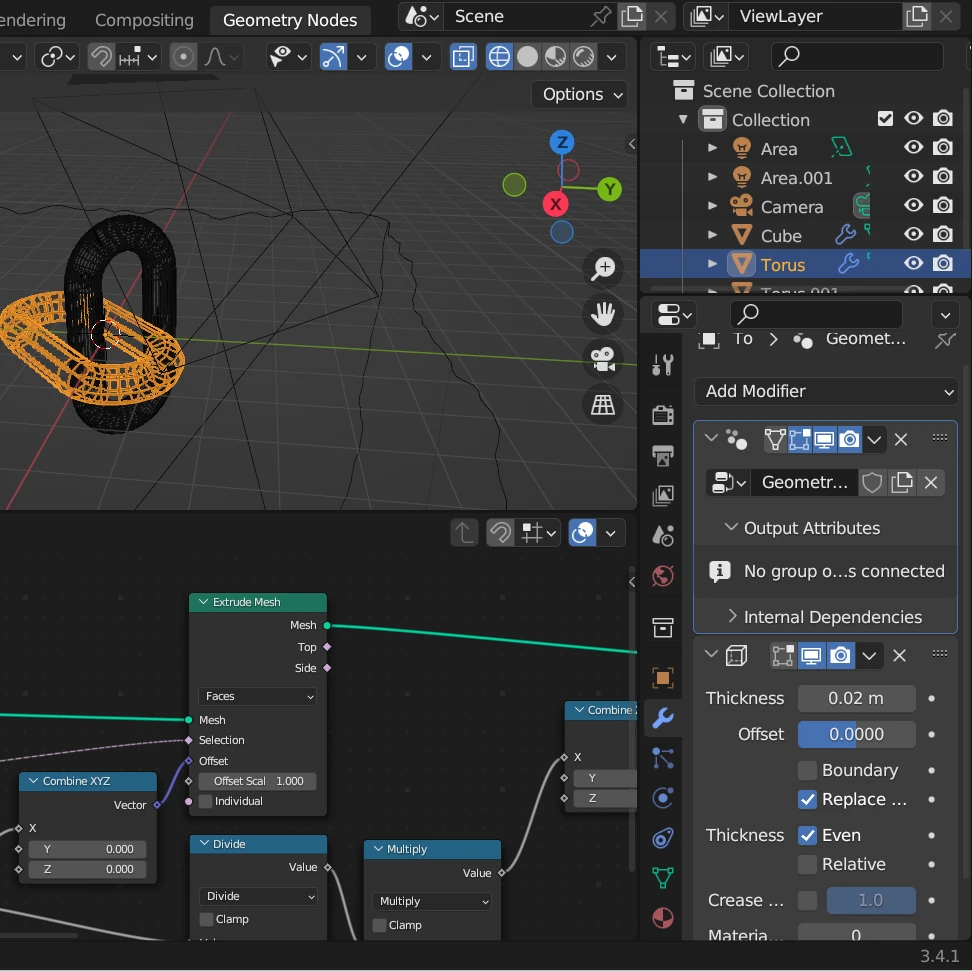 endering Compositing Geometry Nodes Scene ViewLayer
Options
Z
Y
X
Scene Collection
Collection
Area
Area.001
Camera
Cube
Torus
Torus.001
To > Geomet...
Add Modifier
Geometr...
Output Attributes
No group o...s connected
Internal Dependencies
Thickness 0.02 m
Offset 0.0000
Boundary
Replace ...
Thickness Even
Relative
Crease ... 1.0
Materia... 0
Extrude Mesh
Mesh
Top
Side
Faces
Mesh
Selection
Offset
Offset Scal 1.000
Individual
Combine XYZ
Vector
X
Y 0.000
Z 0.000
Divide
Value
Divide
Clamp
Multiply
Value
Multiply
Clamp
Combine
X
Y
Z
3.4.1